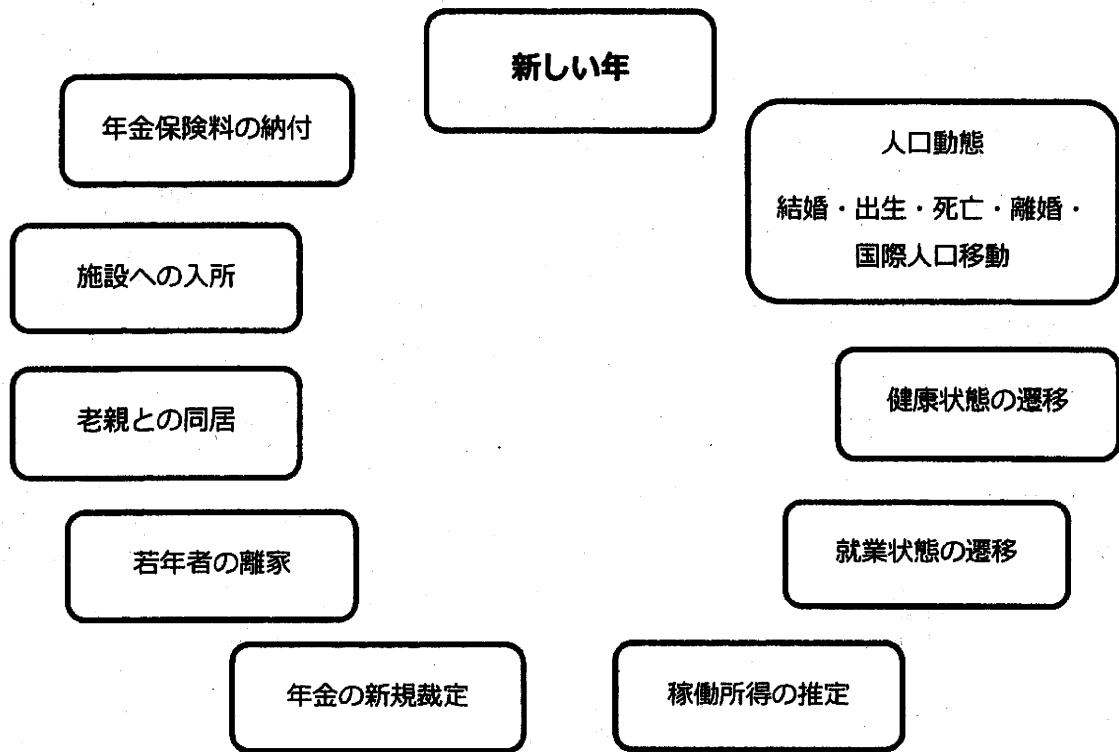 新しい年
人口動態
結婚・出生・死亡・離婚・
国際人口移動
健康状態の遷移
就業状態の遷移
稼働所得の推定
年金の新規裁定
若年者の離家
老親との同居
施設への入所
年金保険料の納付